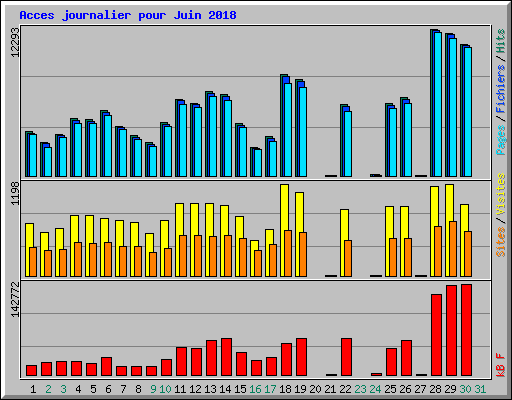 Acces journalier pour Juin 2018
12293
Pages / Fichiers / Hits
1198
Sites / Visites
142772
kB F
1 2 3 4 5 6 7 8 9 10 11 12 13 14 15 16 17 18 19 20 21 22 23 24 25 26 27 28 29 30 31